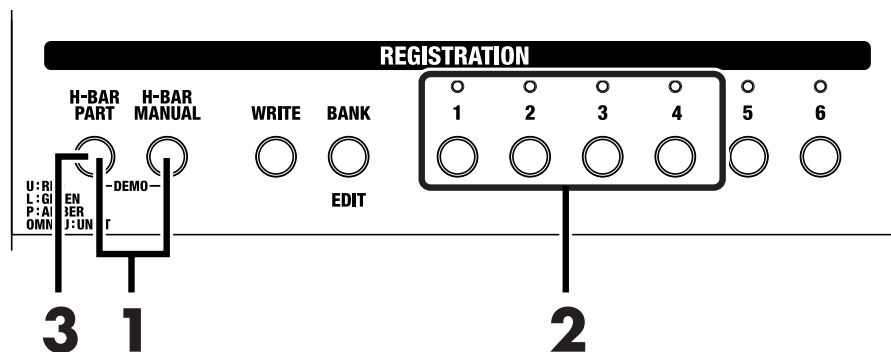 REGISTRATION
H-BAR PART
H-BAR MANUAL
WRITE
BANK
1 2 3 4 5 6
-DEMO-
EDIT
3 1 2